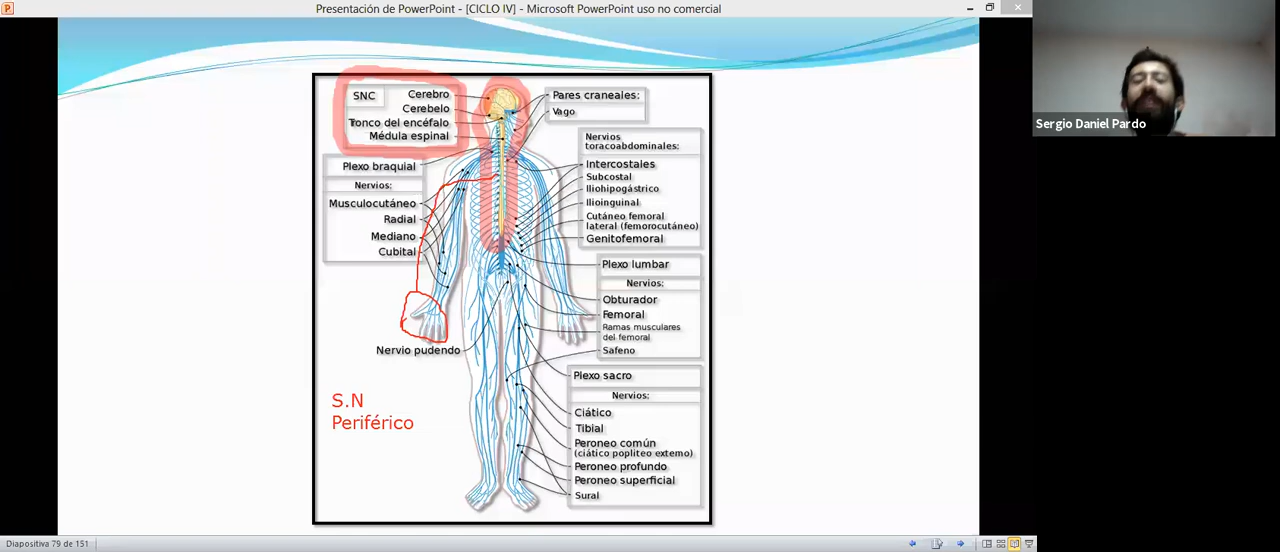 Presentación de PowerPoint - [CICLO IV] - Microsoft PowerPoint uso no comercial
Sergio Daniel Pardo
SNC
Cerebro
Cerebelo
Tronco del encéfalo
Médula espinal
Plexo braquial
Nervios:
Musculocutáneo
Radial
Mediano
Cubital
Nervio pudendo
S.N
Periférico
Pares craneales:
Vago
Nervios
toracoabdominales:
Intercostales
Subcostal
Iliohipogástrico
Ilioinguinal
Cutáneo femoral
lateral (femorocutáneo)
Genitofemoral
Plexo lumbar
Nervios:
Obturador
Femoral
Ramas musculares
del femoral
Safeno
Plexo sacro
Nervios:
Ciático
Tibial
Peroneo común
(ciático popliteo externo)
Peroneo profundo
Peroneo superficial
Sural
Diapositiva 79 de 151